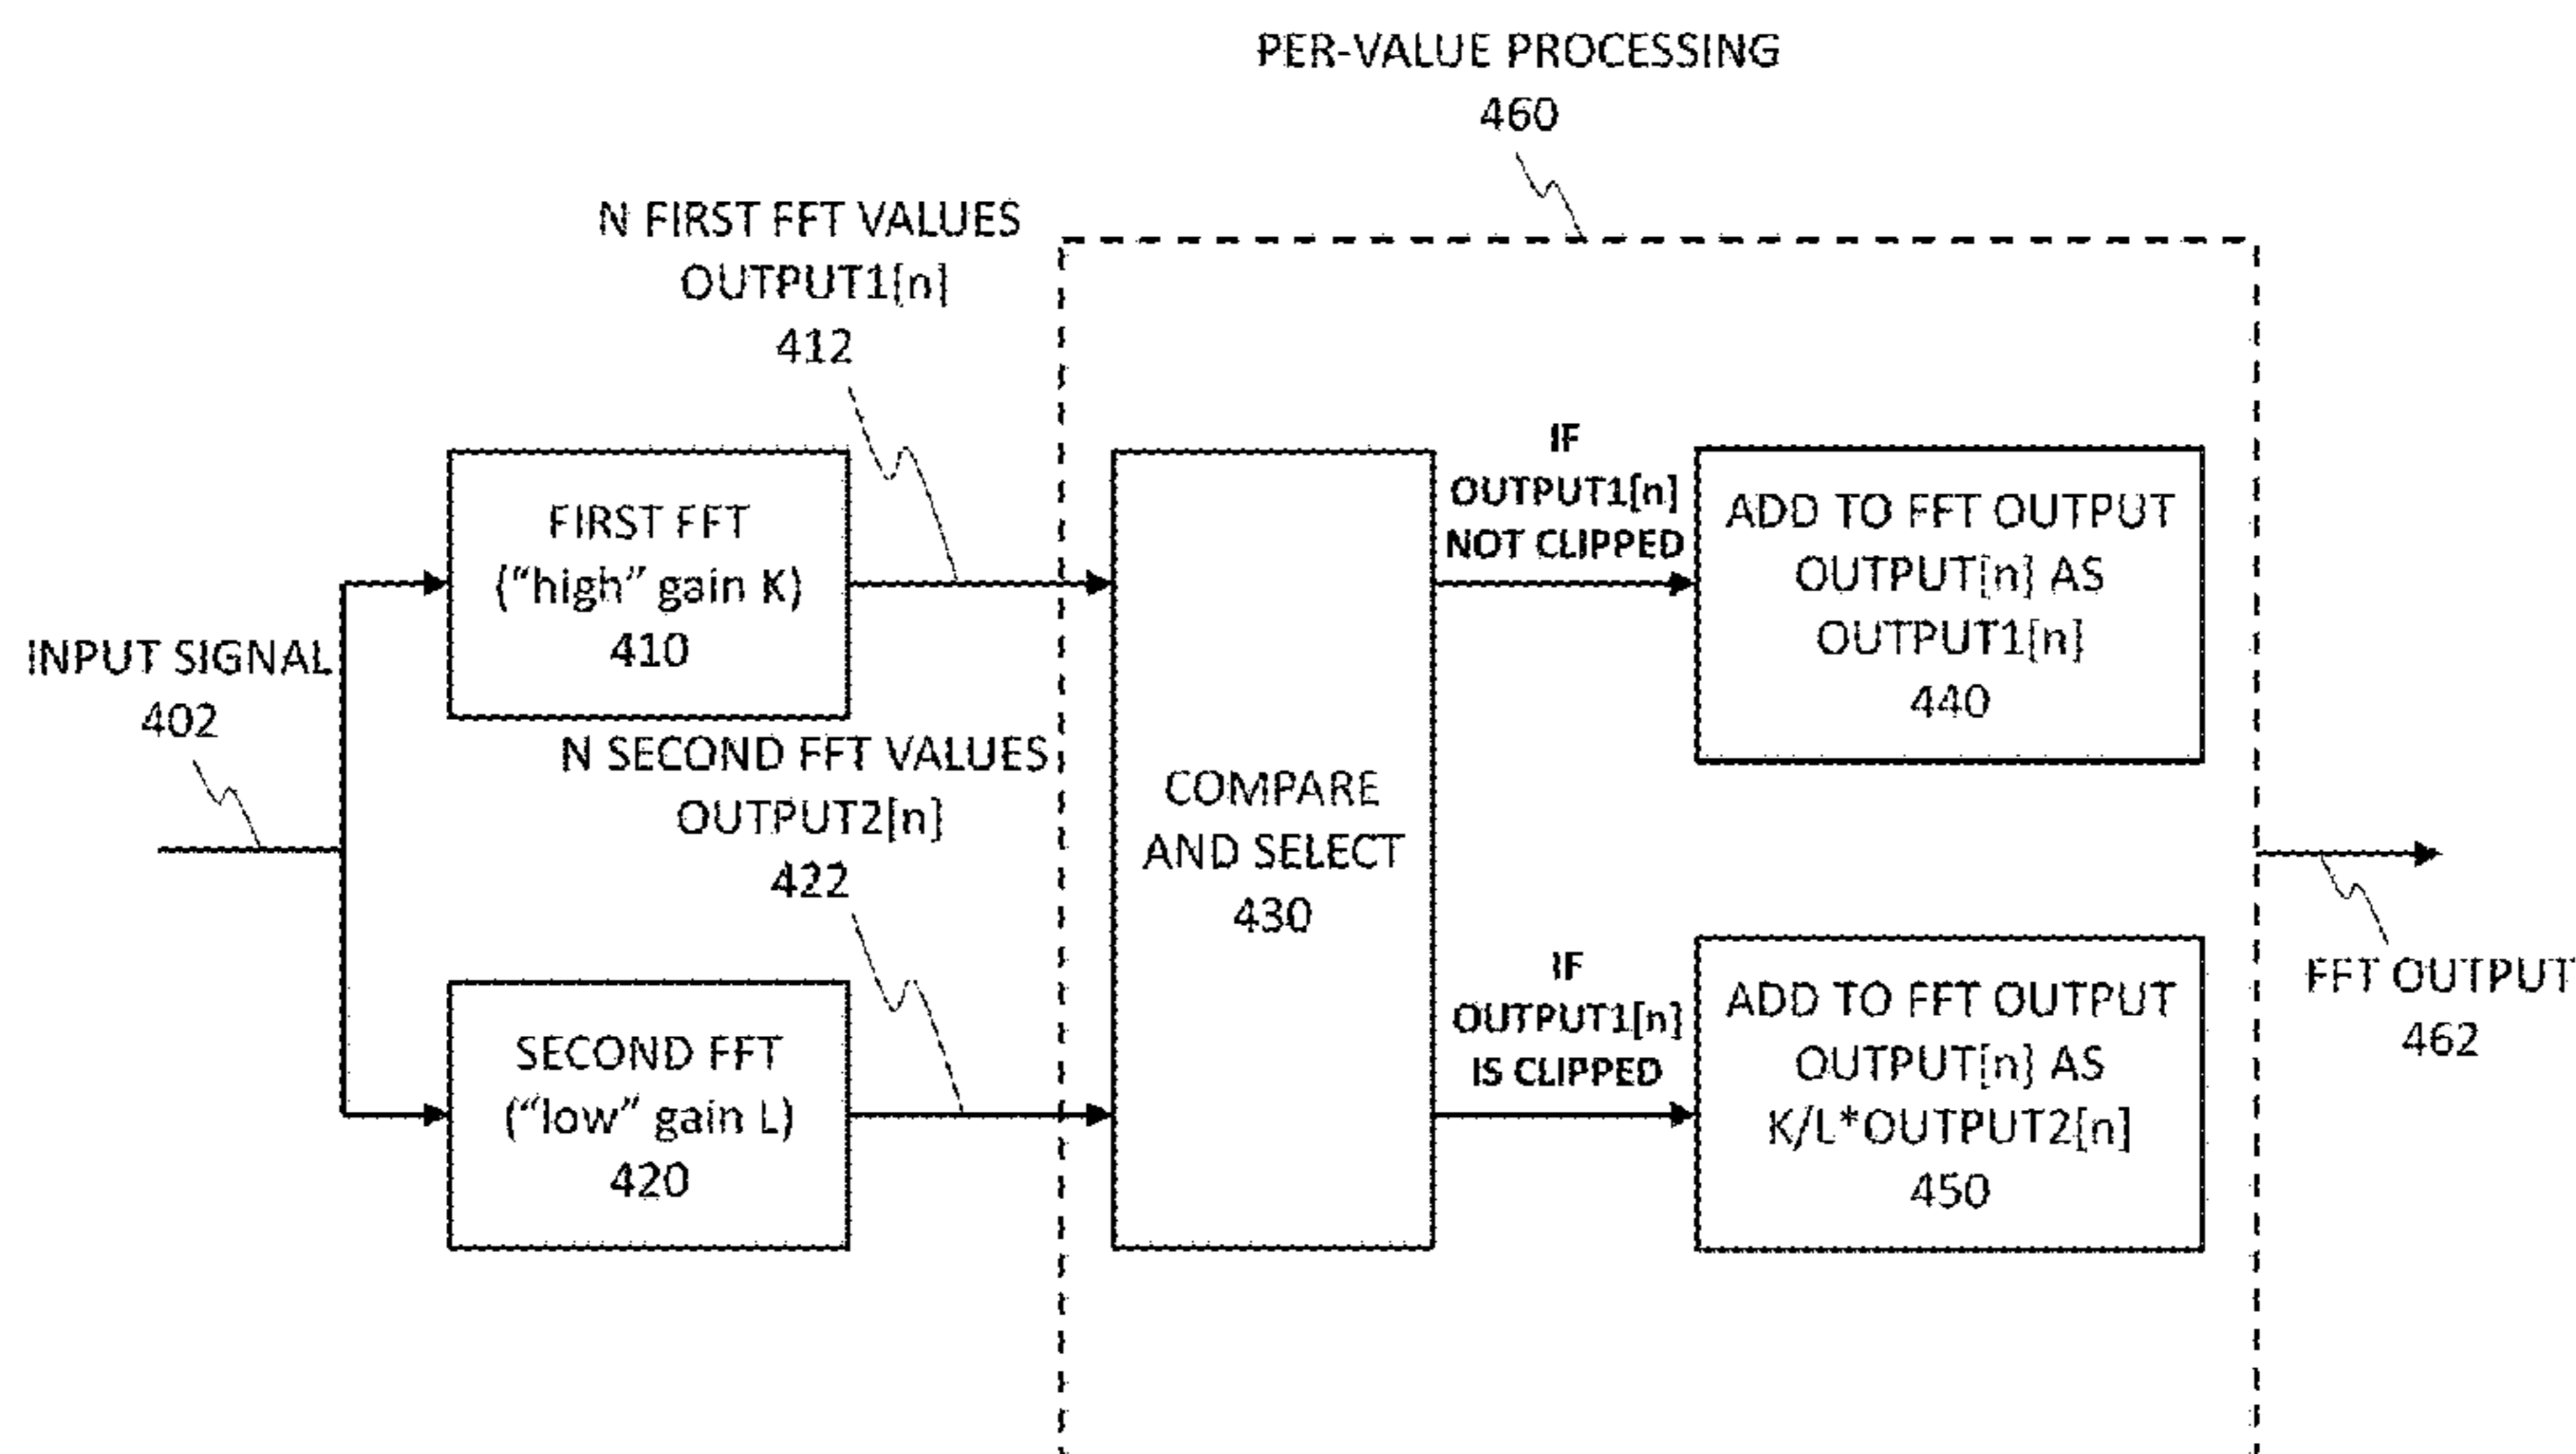 PER-VALUE PROCESSING
460
N FIRST FFT VALUES
OUTPUT1[n]
412
FIRST FFT
(“high” gain K)
410
INPUT SIGNAL
402
N SECOND FFT VALUES
OUTPUT2[n]
422
SECOND FFT
(“low” gain L)
420
COMPARE
AND SELECT
430
IF
OUTPUT1[n]
NOT CLIPPED
ADD TO FFT OUTPUT
OUTPUT[n] AS
OUTPUT1[n]
440
IF
OUTPUT1[n]
IS CLIPPED
ADD TO FFT OUTPUT
OUTPUT[n] AS
K/L*OUTPUT2[n]
450
FFT OUTPUT
462